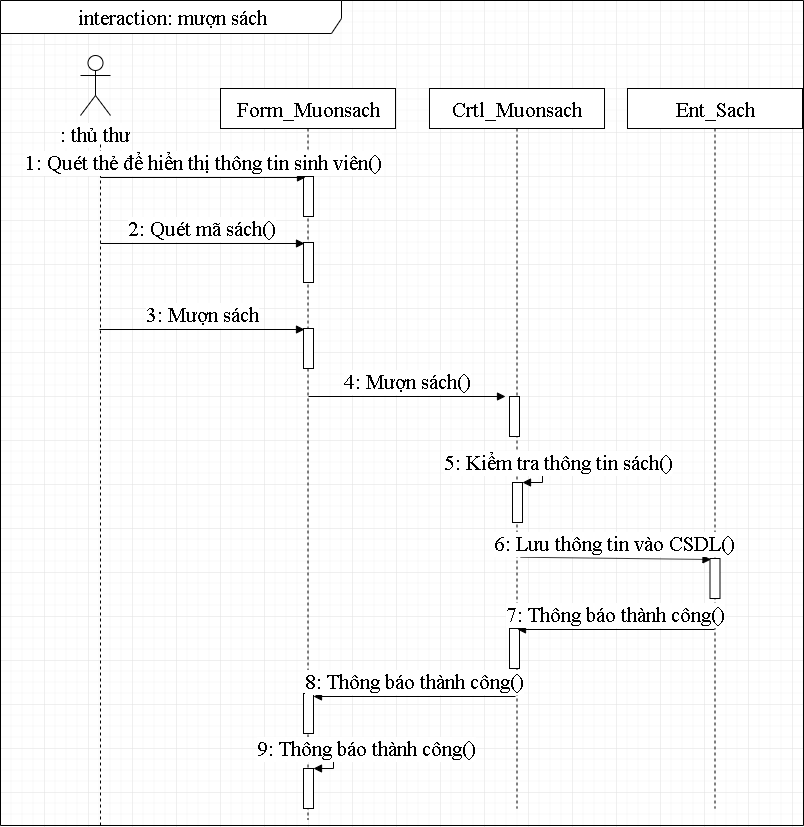 interaction: mượn sách
Form_Muonsach
Crtl_Muonsach
Ent_Sach
: thủ thư
1: Quét thẻ để hiển thị thông tin sinh viên()
2: Quét mã sách()
3: Mượn sách
4: Mượn sách()
5: Kiểm tra thông tin sách()
6: Lưu thông tin vào CSDL()
7: Thông báo thành công()
8: Thông báo thành công()
9: Thông báo thành công()